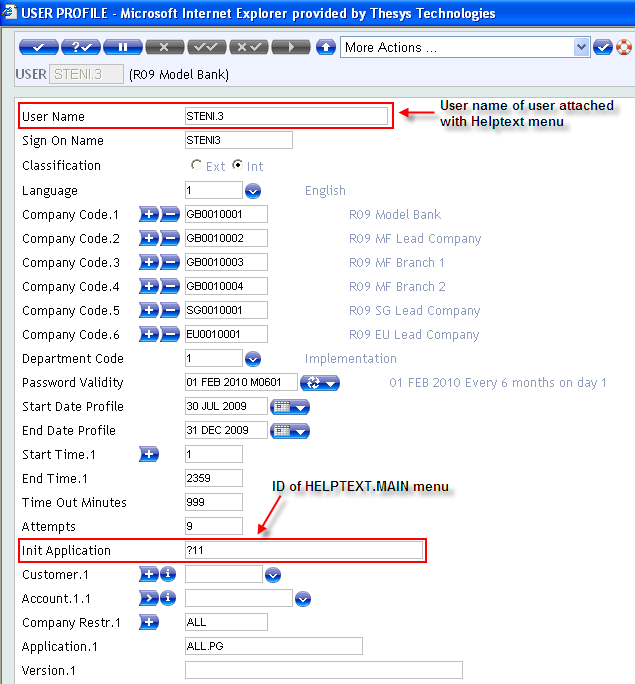 USER PROFILE - Microsoft Internet Explorer provided by Thesys Technologies
More Actions ...
USER STENI.3 (R09 Model Bank)
User Name STENI.3
User name of user attached
with Helptext menu
Sign On Name STENI3
Classification Ext Int
Language 1 English
Company Code.1 GB0010001 R09 Model Bank
Company Code.2 GB0010002 R09 MF Lead Company
Company Code.3 GB0010003 R09 MF Branch 1
Company Code.4 GB0010004 R09 MF Branch 2
Company Code.5 SG0010001 R09 SG Lead Company
Company Code.6 EU0010001 R09 EU Lead Company
Department Code 1 Implementation
Password Validity 01 FEB 2010 M0601 01 FEB 2010 Every 6 months on day 1
Start Date Profile 30 JUL 2009
End Date Profile 31 DEC 2009
Start Time.1 1
End Time.1 2359
ID of HELPTEXT.MAIN menu
Time Out Minutes 999
Attempts 9
Init Application ?11
Customer.1
Account.1.1
Company Restr.1 ALL
Application.1 ALL.PG
Version.1